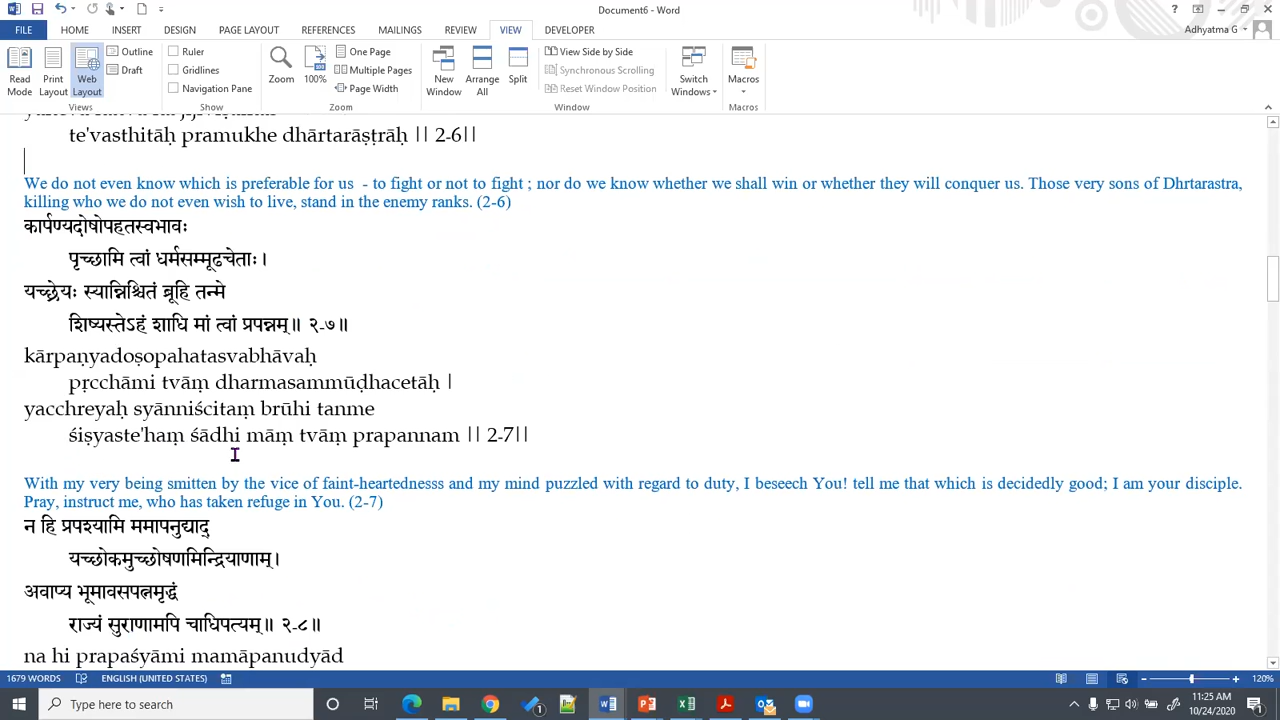 Document6 - Word
FILE HOME INSERT DESIGN PAGE LAYOUT REFERENCES MAILINGS REVIEW VIEW DEVELOPER Adhyatma G
Read Mode Print Layout Web Layout Outline Draft Ruler Gridlines Navigation Pane Zoom 100% One Page Multiple Pages Page Width New Window Arrange All Split View Side by Side Synchronous Scrolling Reset Window Position Switch Windows Macros
Views Show Zoom Window Macros
te'vasthitāḥ pramukhe dhārtarāṣṭrāḥ || 2-6||
We do not even know which is preferable for us - to fight or not to fight ; nor do we know whether we shall win or whether they will conquer us. Those very sons of Dhrtarastra,
killing who we do not even wish to live, stand in the enemy ranks. (2-6)
कार्पण्यदोषोपहतस्वभावः
पृच्छामि त्वां धर्मसम्मूढचेताः।
यच्छ्रेयः स्यान्निश्चितं ब्रूहि तन्मे
शिष्यस्तेऽहं शाधि मां त्वां प्रपन्नम्॥ २-७॥
kārpaṇyadoṣopahatasvabhāvaḥ
pṛcchāmi tvāṃ dharmasammūḍhacetāḥ |
yacchreyaḥ syānniścitaṃ brūhi tanme
śiṣyaste'haṃ śādhi māṃ tvāṃ prapannam || 2-7||
With my very being smitten by the vice of faint-heartednesss and my mind puzzled with regard to duty, I beseech You! tell me that which is decidedly good; I am your disciple.
Pray, instruct me, who has taken refuge in You. (2-7)
न हि प्रपश्यामि ममापनुद्याद्
यच्छोकमुच्छोषणमिन्द्रियाणाम्।
अवाप्य भूमावसपत्नमृद्धं
राज्यं सुराणामपि चाधिपत्यम्॥ २-८॥
na hi prapaśyāmi mamāpanudyād
1679 WORDS ENGLISH (UNITED STATES) 120%
Type here to search 11:25 AM
10/24/2020